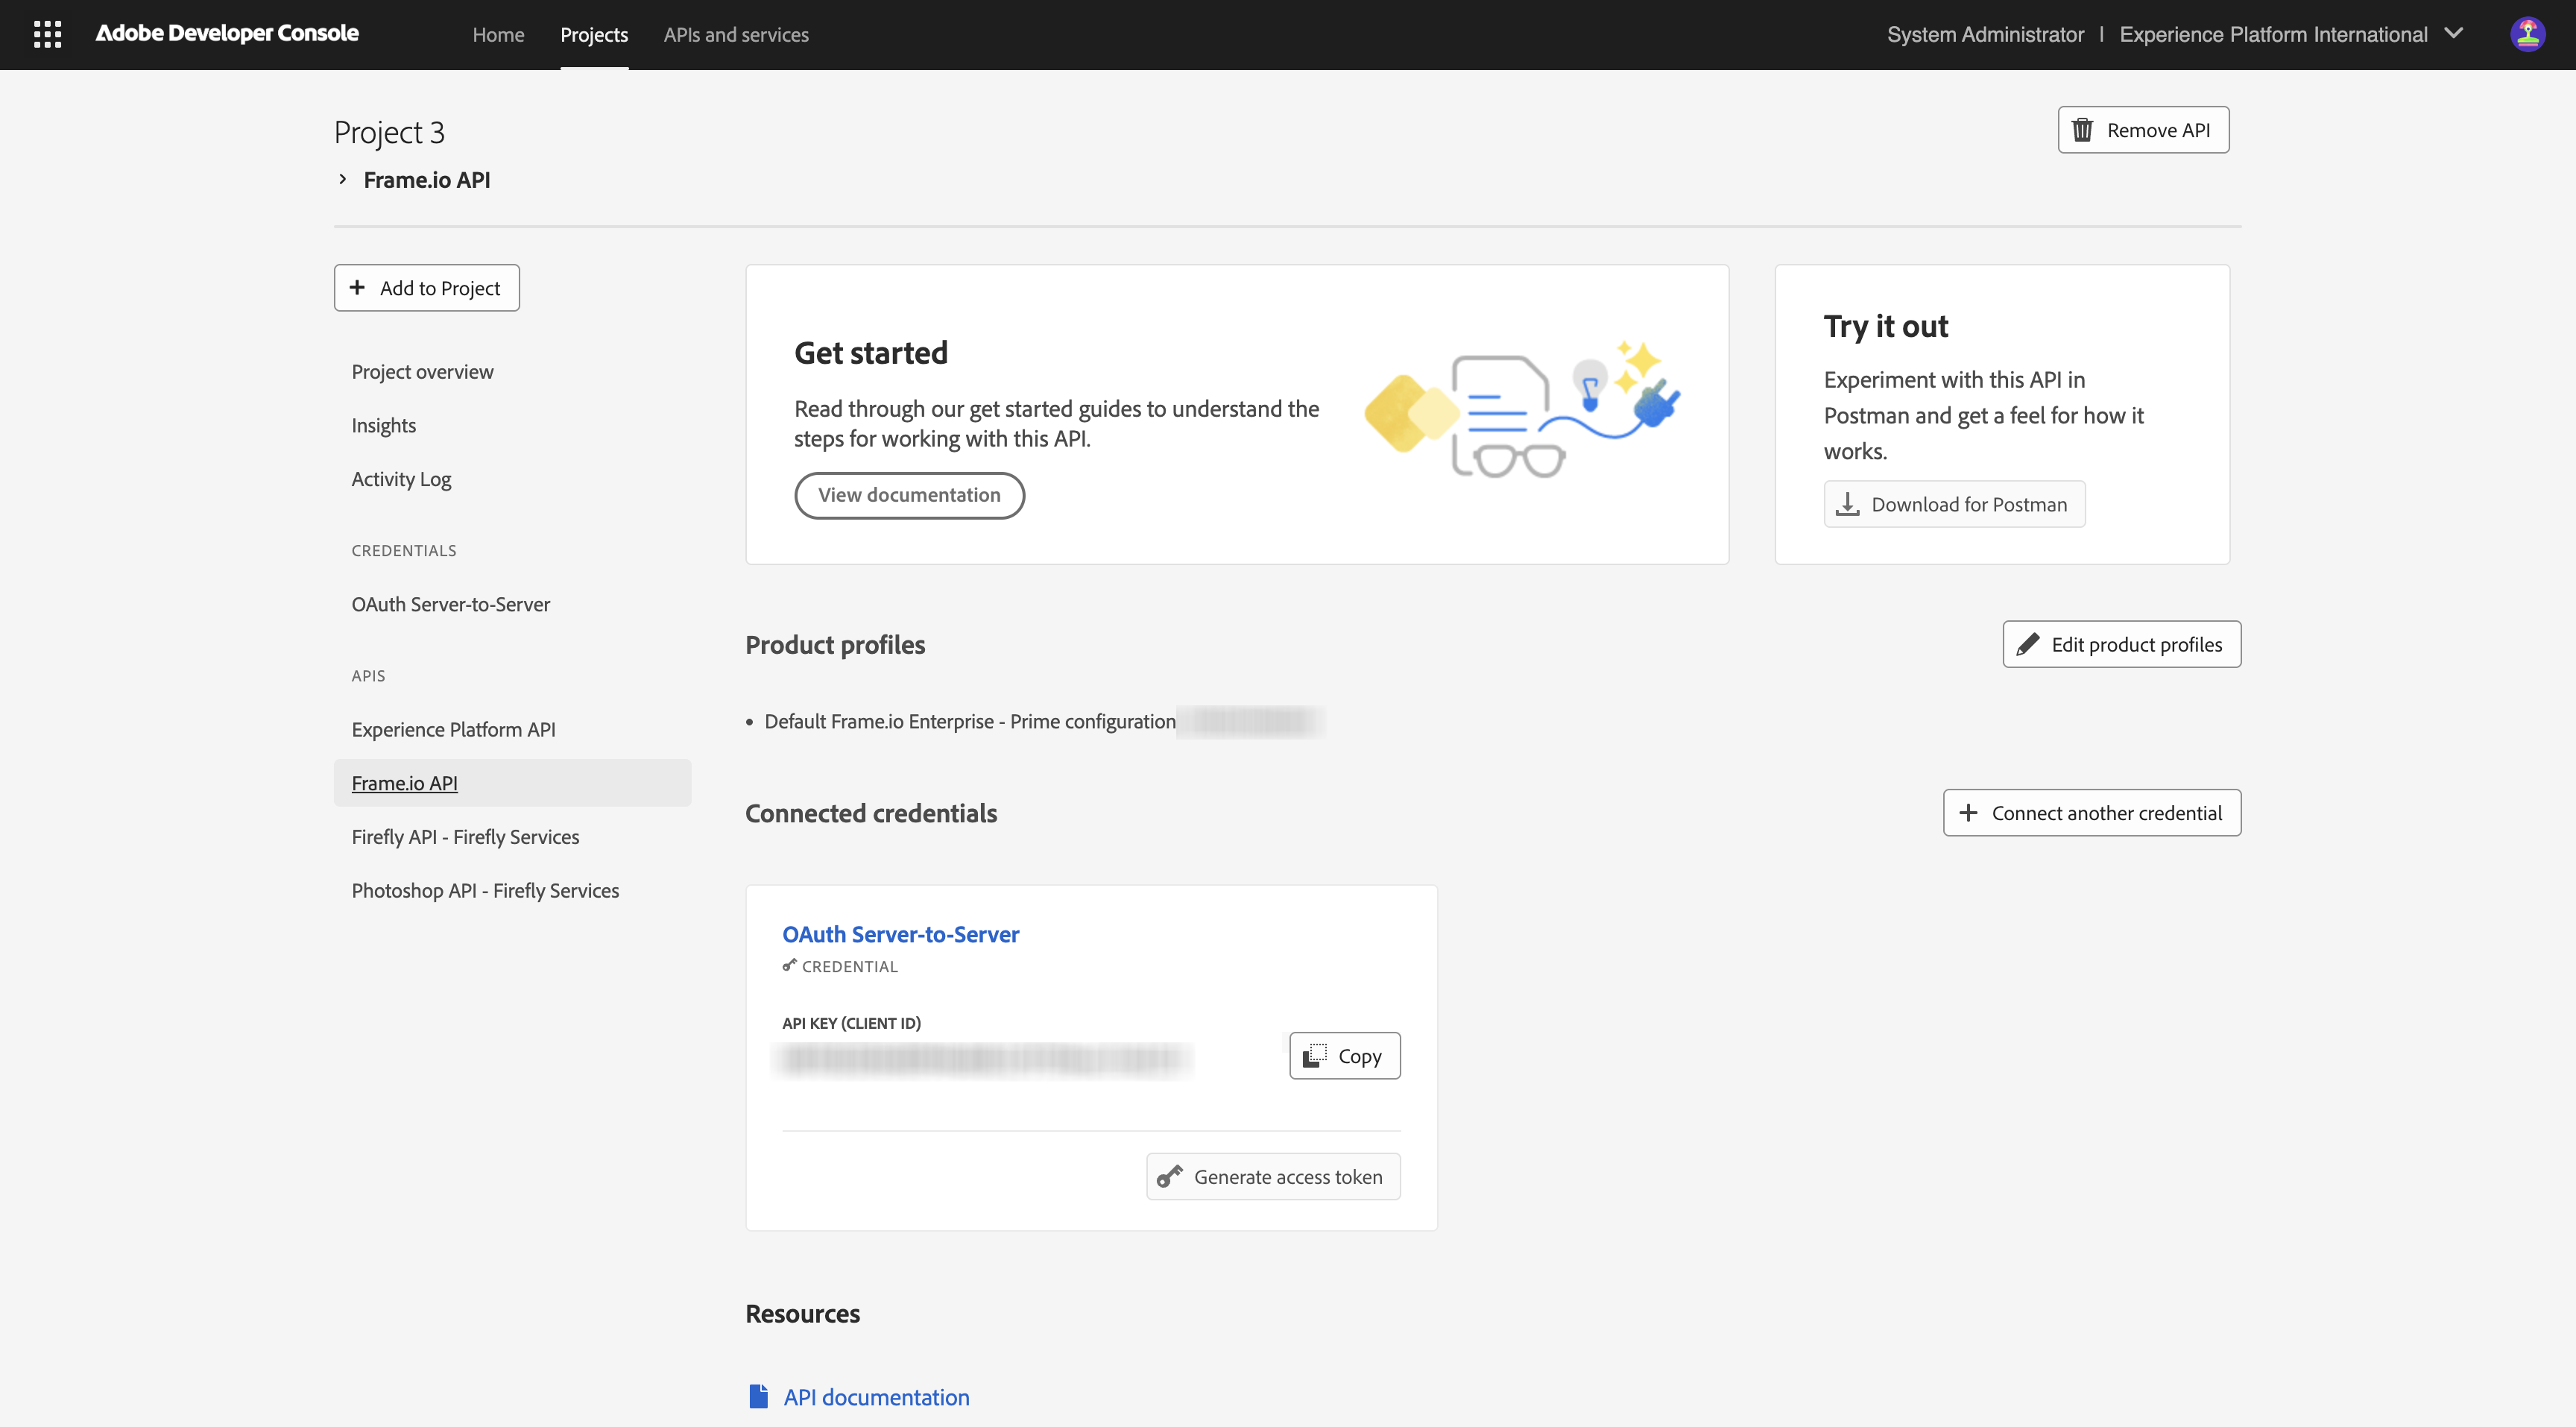 Adobe Developer Console
Home
Projects
APIs and services
System Administrator | Experience Platform International
Project 3
Remove API
› Frame.io API
+ Add to Project
Project overview
Insights
Activity Log
CREDENTIALS
OAuth Server-to-Server
APIS
Experience Platform API
Frame.io API
Firefly API - Firefly Services
Photoshop API - Firefly Services
Get started
Read through our get started guides to understand the
steps for working with this API.
View documentation
Try it out
Experiment with this API in
Postman and get a feel for how it
works.
Download for Postman
Product profiles
Edit product profiles
• Default Frame.io Enterprise - Prime configuration
Connected credentials
+ Connect another credential
OAuth Server-to-Server
CREDENTIAL
API KEY (CLIENT ID)
Copy
Generate access token
Resources
API documentation